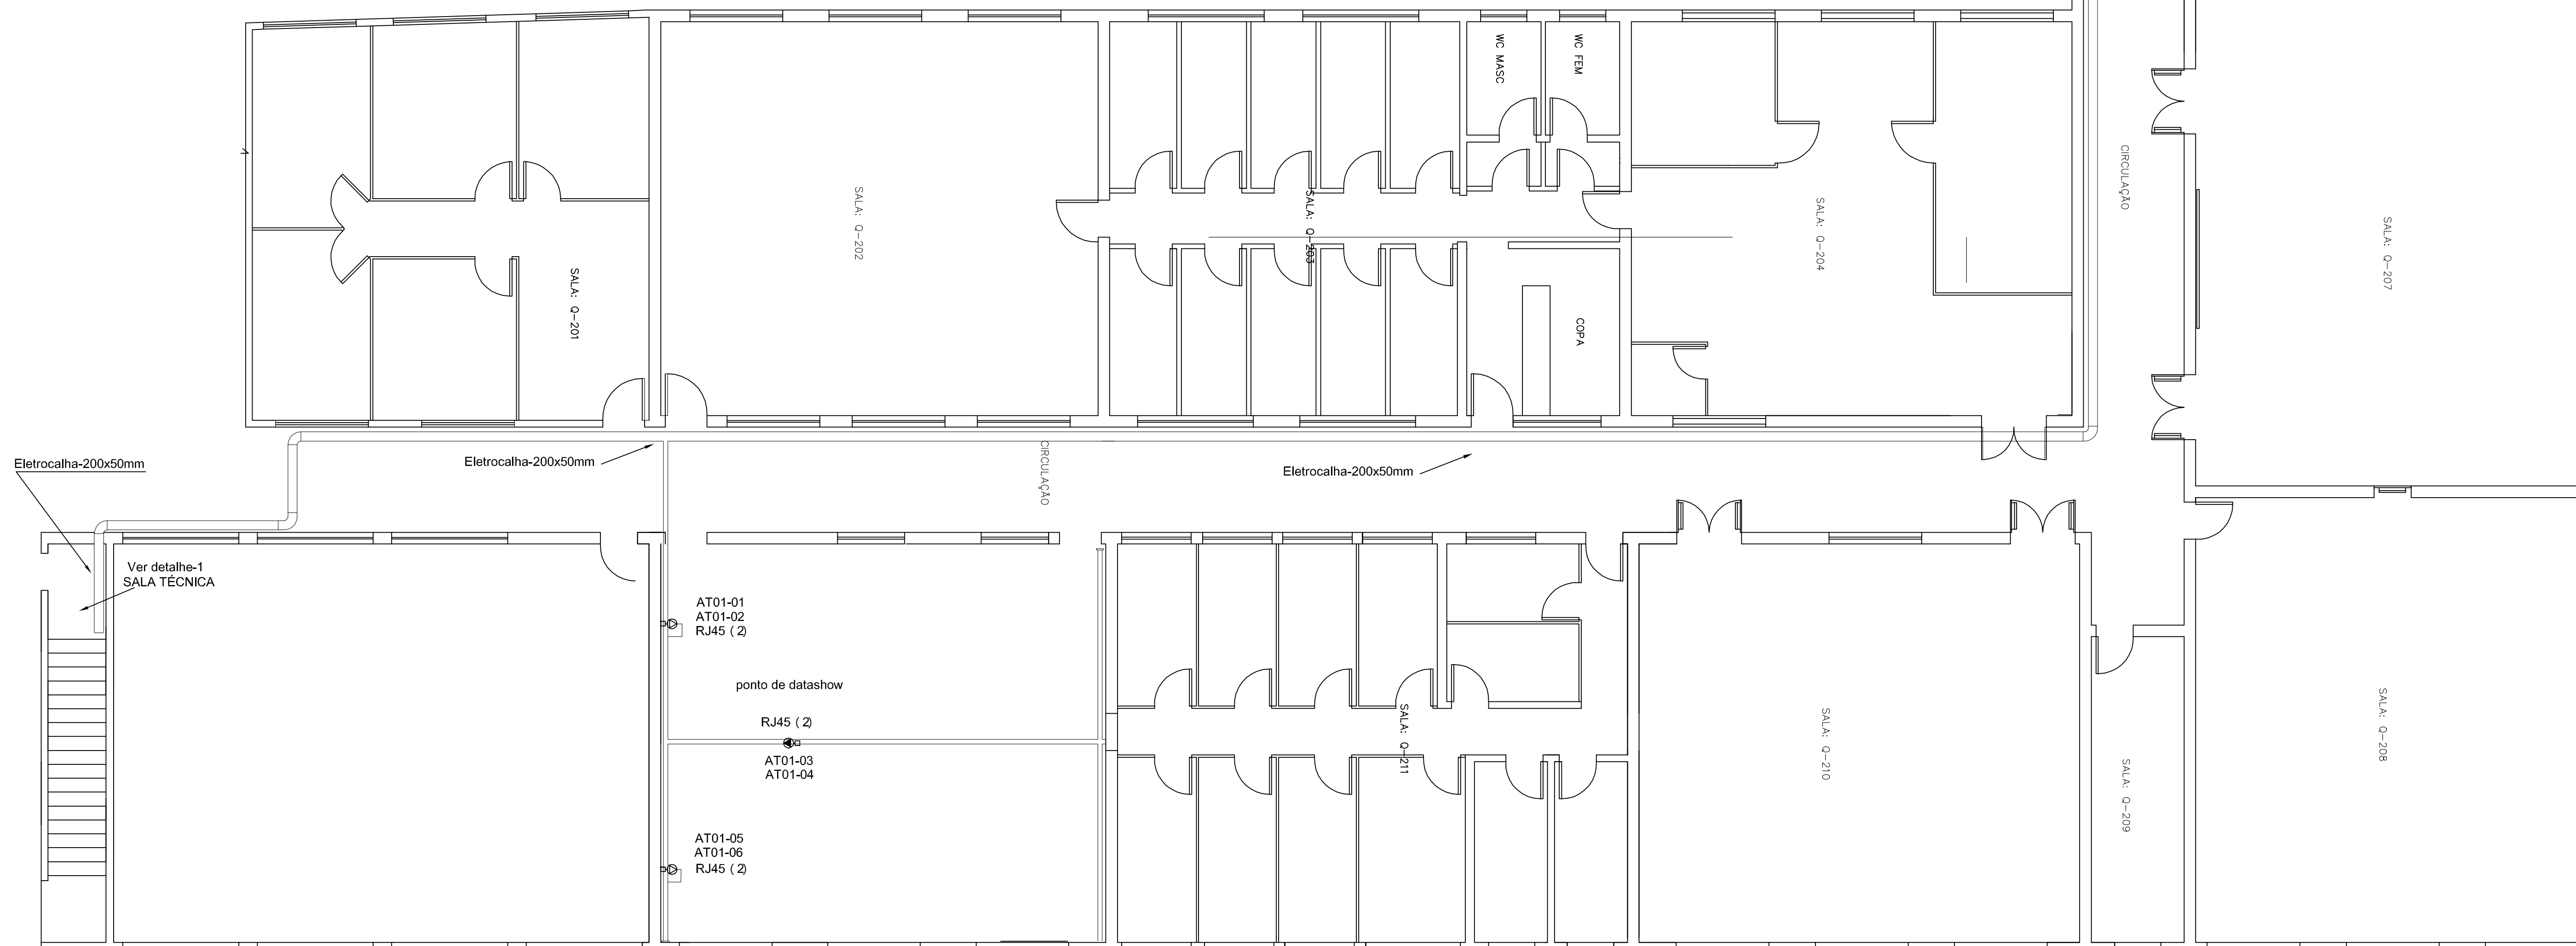 WC MASC
WC FEM
CIRCULAÇÃO
SALA: Q-202
SALA: Q-203
SALA: Q-204
SALA: Q-207
SALA: Q-201
COPA
Eletrocalha-200x50mm
Eletrocalha-200x50mm
CIRCULAÇÃO
Eletrocalha-200x50mm
Ver detalhe-1
SALA TÉCNICA
AT01-01
AT01-02
RJ45 (2)
ponto de datashow
RJ45 (2)
AT01-03
AT01-04
AT01-05
AT01-06
RJ45 (2)
SALA: Q-211
SALA: Q-210
SALA: Q-209
SALA: Q-208